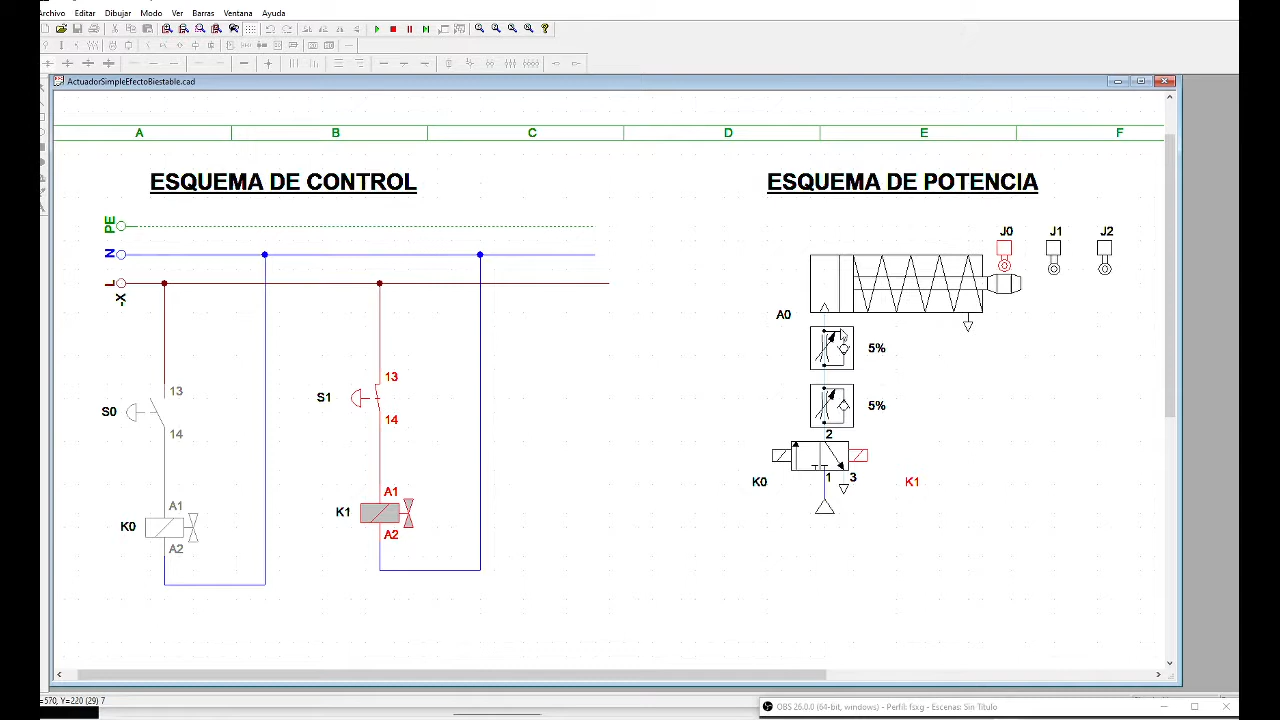 Archivo Editar Dibujar Modo Ver Barras Ventana Ayuda
ActuadorSimpleEfectoBiestable.cad
A B C D E F
ESQUEMA DE CONTROL
ESQUEMA DE POTENCIA
PE
N
L
-X
J0 J1 J2
A0
5%
5%
13
S0
14
13
S1
14
A1
K0
A2
A1
K1
A2
2
K0
1
3
K1
=570, Y=220 (29) 7
OBS 26.0.0 (64-bit, windows) - Perfil: fsxg - Escenas: Sin Título